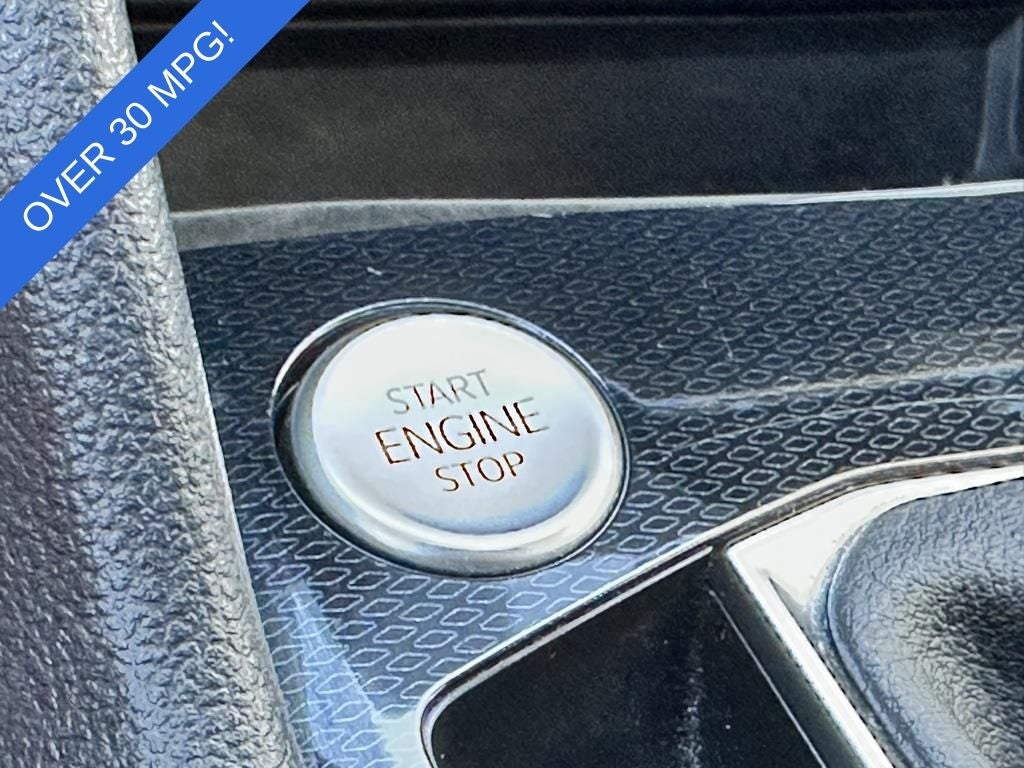 OVER 30 MPG!
START
ENGINE
STOP